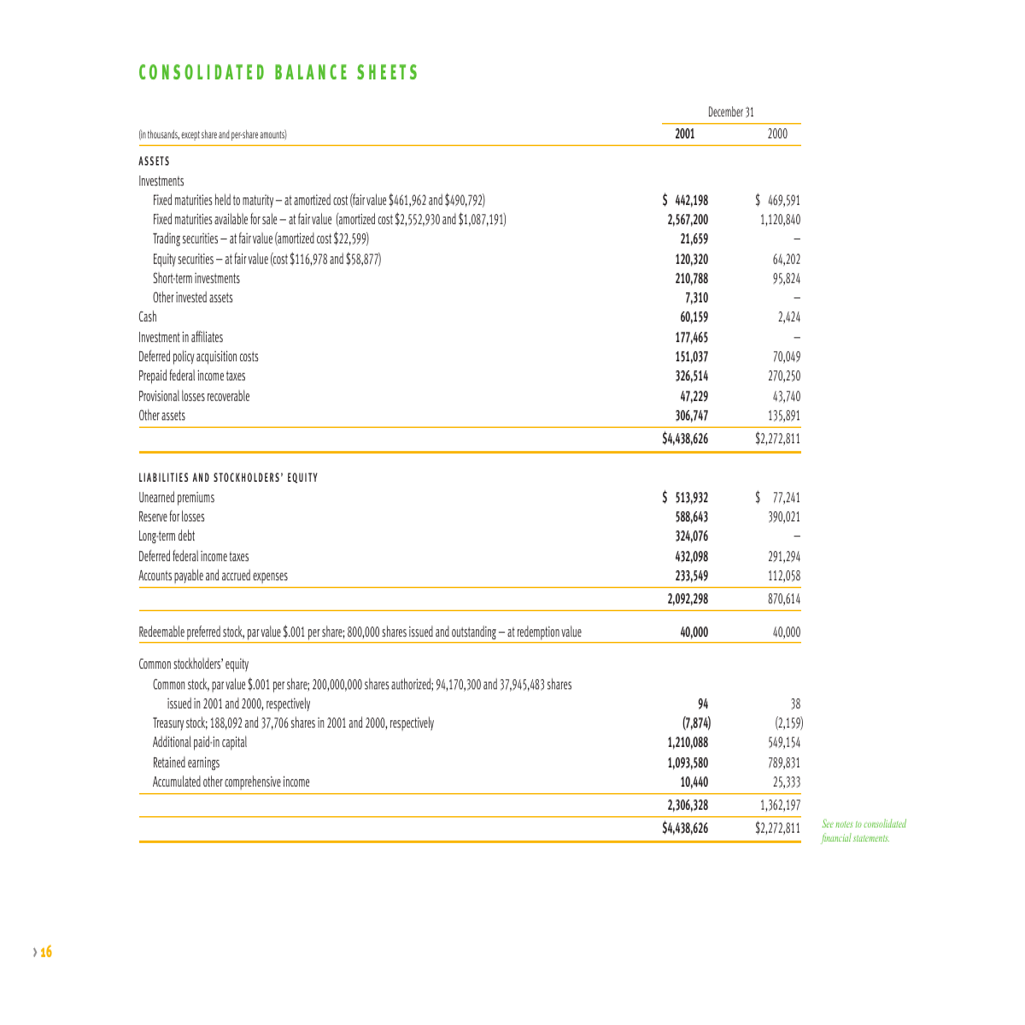 CONSOLIDATED BALANCE SHEETS
December 31
(in thousands, except share and per-share amounts) 2001 2000
ASSETS
Investments
Fixed maturities held to maturity – at amortized cost (fair value $461,962 and $490,792) $ 442,198 $ 469,591
Fixed maturities available for sale – at fair value (amortized cost $2,552,930 and $1,087,191) 2,567,200 1,120,840
Trading securities – at fair value (amortized cost $22,599) 21,659 –
Equity securities – at fair value (cost $116,978 and $58,877) 120,320 64,202
Short-term investments 210,788 95,824
Other invested assets 7,310 –
Cash 60,159 2,424
Investment in affiliates 177,465 –
Deferred policy acquisition costs 151,037 70,049
Prepaid federal income taxes 326,514 270,250
Provisional losses recoverable 47,229 43,740
Other assets 306,747 135,891
$4,438,626 $2,272,811
LIABILITIES AND STOCKHOLDERS' EQUITY
Unearned premiums $ 513,932 $ 77,241
Reserve for losses 588,643 390,021
Long-term debt 324,076 –
Deferred federal income taxes 432,098 291,294
Accounts payable and accrued expenses 233,549 112,058
2,092,298 870,614
Redeemable preferred stock, par value $.001 per share; 800,000 shares issued and outstanding – at redemption value 40,000 40,000
Common stockholders' equity
Common stock, par value $.001 per share; 200,000,000 shares authorized; 94,170,300 and 37,945,483 shares
issued in 2001 and 2000, respectively 94 38
Treasury stock; 188,092 and 37,706 shares in 2001 and 2000, respectively (7,874) (2,159)
Additional paid-in capital 1,210,088 549,154
Retained earnings 1,093,580 789,831
Accumulated other comprehensive income 10,440 25,333
2,306,328 1,362,197
$4,438,626 $2,272,811
See notes to consolidated
financial statements.
› 16